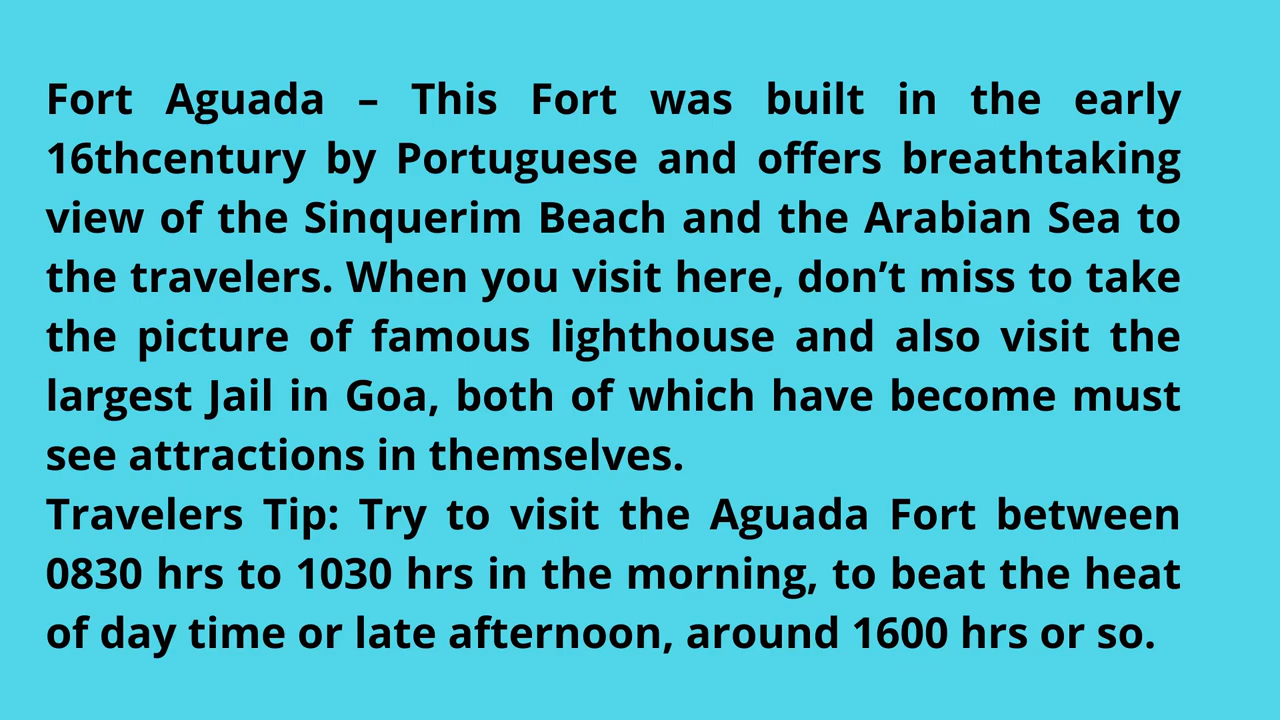 Fort Aguada – This Fort was built in the early
16thcentury by Portuguese and offers breathtaking
view of the Sinquerim Beach and the Arabian Sea to
the travelers. When you visit here, don’t miss to take
the picture of famous lighthouse and also visit the
largest Jail in Goa, both of which have become must
see attractions in themselves.
Travelers Tip: Try to visit the Aguada Fort between
0830 hrs to 1030 hrs in the morning, to beat the heat
of day time or late afternoon, around 1600 hrs or so.